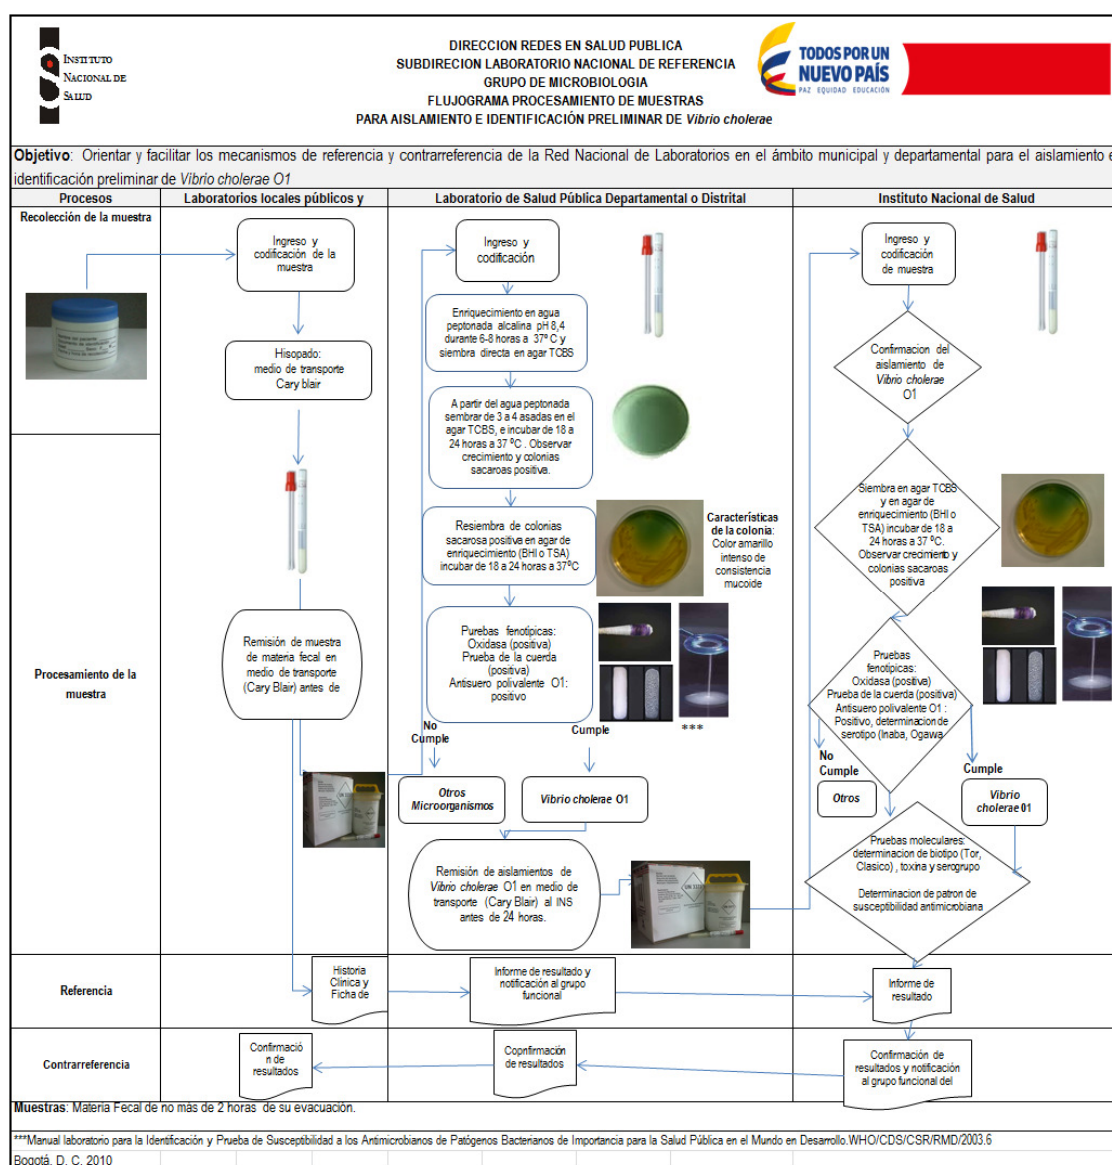 INSTITUTO
NACIONAL DE
SALUD
DIRECCION REDES EN SALUD PUBLICA
SUBDIRECION LABORATORIO NACIONAL DE REFERENCIA
GRUPO DE MICROBIOLOGIA
FLUJOGRAMA PROCESAMIENTO DE MUESTRAS
PARA AISLAMIENTO E IDENTIFICACIÓN PRELIMINAR DE Vibrio cholerae
TODOS POR UN
NUEVO PAÍS
PAZ EQUIDAD EDUCACIÓN
Objetivo: Orientar y facilitar los mecanismos de referencia y contrarreferencia de la Red Nacional de Laboratorios en el ámbito municipal y departamental para el aislamiento e
identificación preliminar de Vibrio cholerae O1
Procesos
Laboratorios locales públicos y
Laboratorio de Salud Pública Departamental o Distrital
Instituto Nacional de Salud
Recolección de la muestra
Procesamiento de la
muestra
Ingreso y
codificación de la
muestra
Hisopado:
medio de transporte
Cary blair
Remisión de muestra
de materia fecal en
medio de transporte
(Cary Blair) antes de
Ingreso y
codificación
Enriquecimiento en agua
peptonada alcalina pH 8,4
durante 6-8 horas a 37º C y
siembra directa en agar TCBS
A partir del agua peptonada
sembrar de 3 a 4 asadas en el
agar TCBS, e incubar de 18 a
24 horas a 37 ºC . Observar
crecimiento y colonias
sacaroas positiva.
Resiembra de colonias
sacarosa positiva en agar de
enriquecimiento (BHI o TSA)
incubar de 18 a 24 horas a 37ºC
Características
de la colonia:
Color amarillo
intenso de
consistencia
mucoide
Purebas fenotípicas:
Oxidasa (positiva)
Prueba de la cuerda
(positiva)
Antisuero polivalente O1:
positivo
***
No
Cumple
Cumple
Otros
Microorganismos
Vibrio cholerae O1
Remisión de aislamientos de
Vibrio cholerae O1 en medio de
transporte (Cary Blair) al INS
antes de 24 horas.
Ingreso y
codificación
de muestra
Confirmacion del
aislamiento de
Vibrio cholerae
O1
Siembra en agar TCBS
y en agar de
enriquecimiento (BHI o
TSA) incubar de 18 a
24 horas a 37 ºC.
Observar crecimiento y
colonias sacaroas
positiva
Pruebas
fenotipicas:
Oxidasa (positiva)
Prueba de la cuerda (positiva)
Antisuero polivalente O1 :
Positivo, determinacion de
serotipo (Inaba, Ogawa
No
Cumple
Cumple
Otros
Vibrio
cholerae 01
Pruebas moleculares:
determinacion de biotipo (Tor,
Clasico) , toxina y serogrupo
Determinacion de patron de
susceptibilidad antimicrobiana
Referencia
Historia
Clínica y
Ficha de
Informe de resultado y
notificación al grupo
funcional
Informe de
resultado
Contrarreferencia
Confirmació
n de
resultados
Copnfirmación
de resultados
Confirmación de
resultados y notificación
al grupo funcional del
Muestras: Materia Fecal de no más de 2 horas de su evacuación.
***Manual laboratorio para la Identificación y Prueba de Susceptibilidad a los Antimicrobianos de Patógenos Bacterianos de Importancia para la Salud Pública en el Mundo en Desarrollo.WHO/CDS/CSR/RMD/2003.6
Bogotá, D. C. 2010